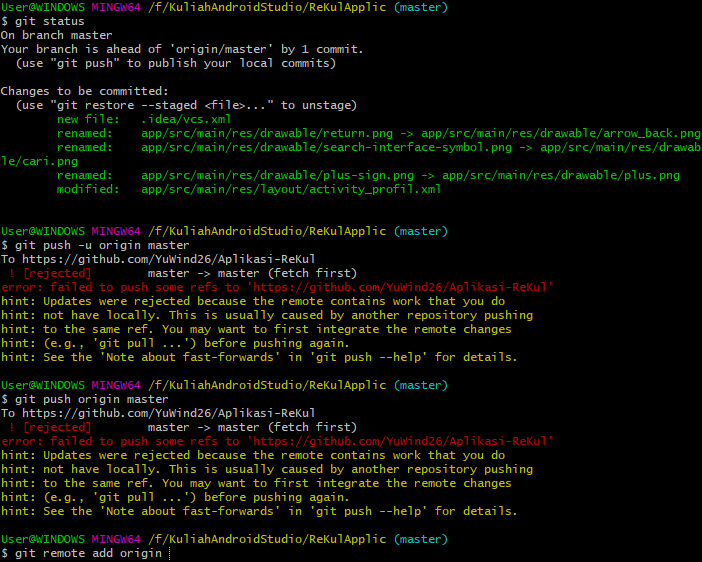 User@WINDOWS MINGW64 /f/KuliahAndroidStudio/ReKulApplic (master)
$ git status
On branch master
Your branch is ahead of 'origin/master' by 1 commit.
  (use "git push" to publish your local commits)

Changes to be committed:
  (use "git restore --staged <file>..." to unstage)
        new file:   .idea/vcs.xml
        renamed:    app/src/main/res/drawable/return.png -> app/src/main/res/drawable/arrow_back.png
        renamed:    app/src/main/res/drawable/search-interface-symbol.png -> app/src/main/res/drawab
le/cari.png
        renamed:    app/src/main/res/drawable/plus-sign.png -> app/src/main/res/drawable/plus.png
        modified:   app/src/main/res/layout/activity_profil.xml


User@WINDOWS MINGW64 /f/KuliahAndroidStudio/ReKulApplic (master)
$ git push -u origin master
To https://github.com/YuWind26/Aplikasi-ReKul
 ! [rejected]        master -> master (fetch first)
error: failed to push some refs to 'https://github.com/YuWind26/Aplikasi-ReKul'
hint: Updates were rejected because the remote contains work that you do
hint: not have locally. This is usually caused by another repository pushing
hint: to the same ref. You may want to first integrate the remote changes
hint: (e.g., 'git pull ...') before pushing again.
hint: See the 'Note about fast-forwards' in 'git push --help' for details.

User@WINDOWS MINGW64 /f/KuliahAndroidStudio/ReKulApplic (master)
$ git push origin master
To https://github.com/YuWind26/Aplikasi-ReKul
 ! [rejected]        master -> master (fetch first)
error: failed to push some refs to 'https://github.com/YuWind26/Aplikasi-ReKul'
hint: Updates were rejected because the remote contains work that you do
hint: not have locally. This is usually caused by another repository pushing
hint: to the same ref. You may want to first integrate the remote changes
hint: (e.g., 'git pull ...') before pushing again.
hint: See the 'Note about fast-forwards' in 'git push --help' for details.

User@WINDOWS MINGW64 /f/KuliahAndroidStudio/ReKulApplic (master)
$ git remote add origin